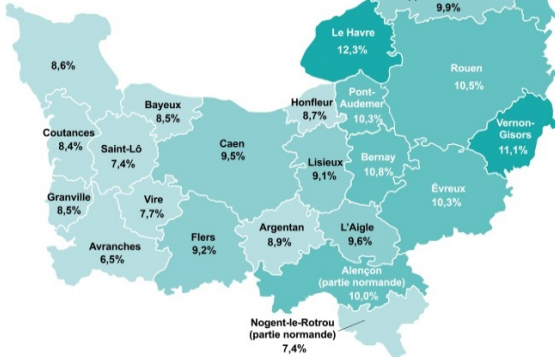 9,9%
Le Havre
12,3%
Rouen
10,5%
8,6%
Bayeux
8,5%
Honfleur
8,7%
Pont-
Audemer
10,3%
Vernon-
Gisors
11,1%
Coutances
8,4%
Saint-Lô
7,4%
Caen
9,5%
Lisieux
9,1%
Bernay
10,8%
Évreux
10,3%
Granville
8,5%
Vire
7,7%
Flers
9,2%
Argentan
8,9%
L'Aigle
9,6%
Avranches
6,5%
Alençon
(partie normande)
10,0%
Nogent-le-Rotrou
(partie normande)
7,4%